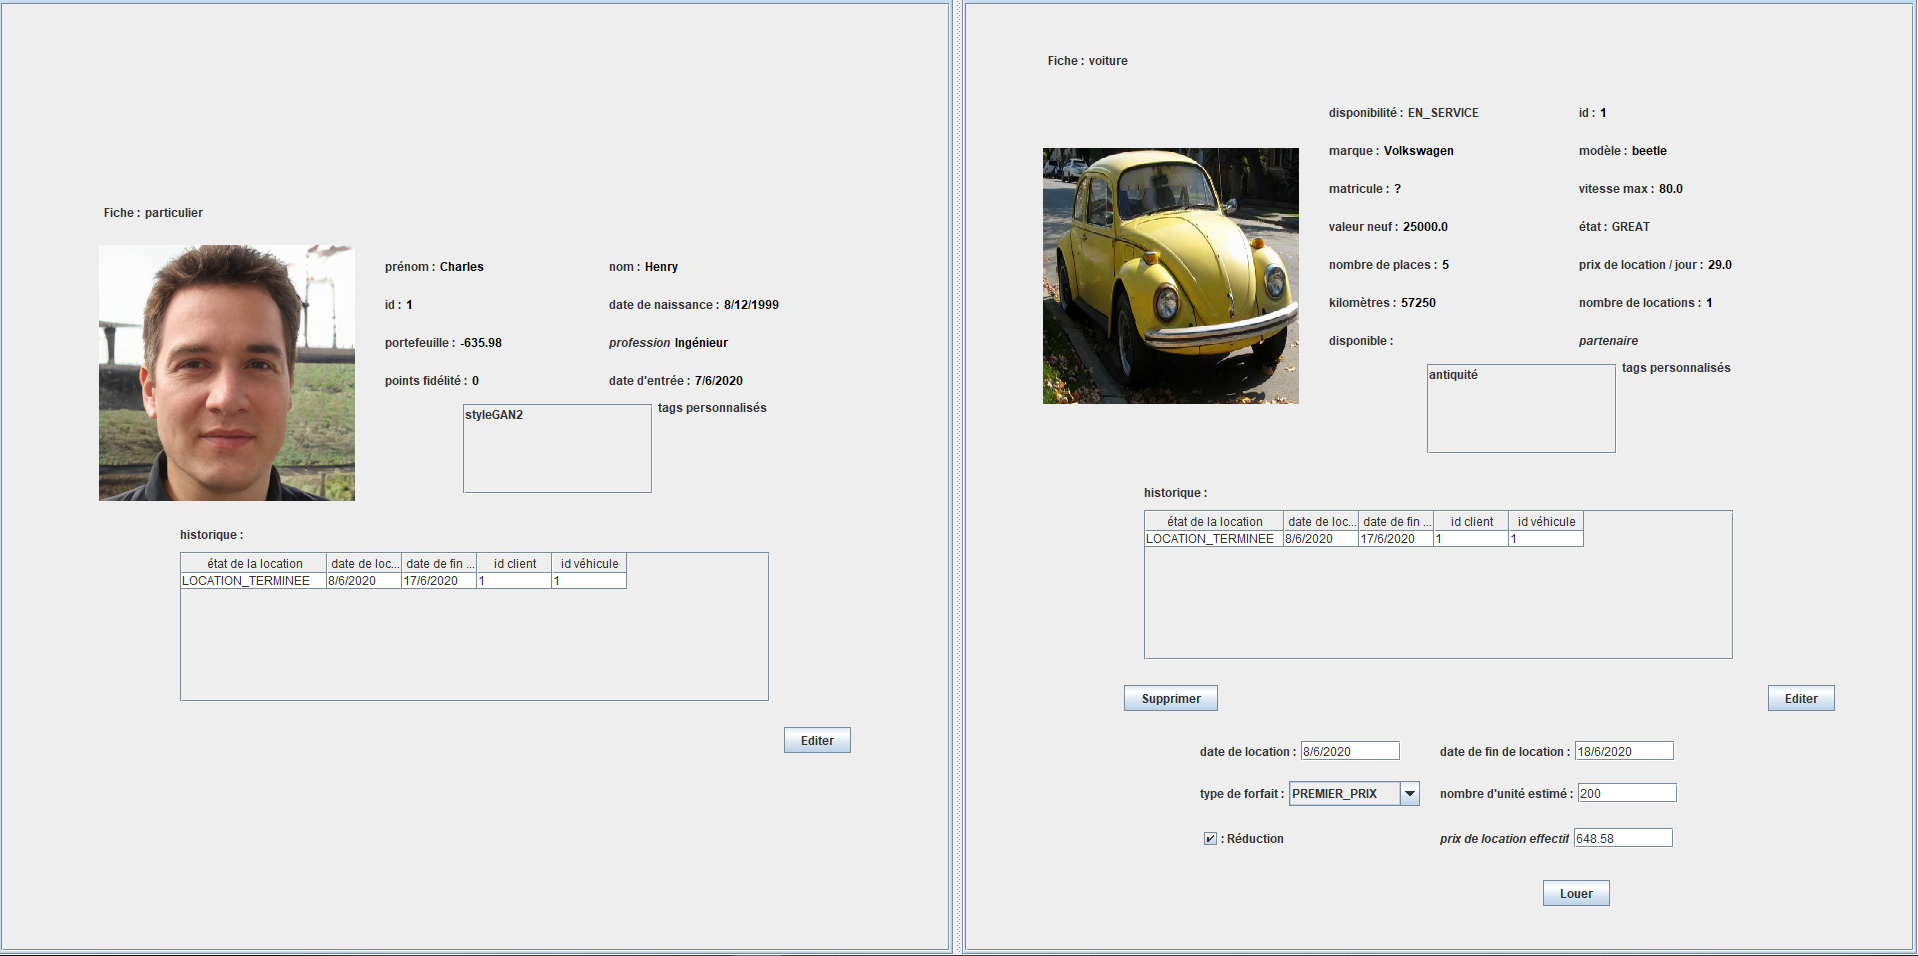 Fiche : particulier
prénom : Charles
nom : Henry
id : 1
date de naissance : 8/12/1999
portefeuille : -635.98
profession Ingénieur
points fidélité : 0
date d'entrée : 7/6/2020
styleGAN2
tags personnalisés
historique :
état de la location date de loc... date de fin ... id client id véhicule
LOCATION_TERMINEE 8/6/2020 17/6/2020 1 1
Editer
Fiche : voiture
disponibilité : EN_SERVICE
id : 1
marque : Volkswagen
modèle : beetle
matricule : ?
vitesse max : 80.0
valeur neuf : 25000.0
état : GREAT
nombre de places : 5
prix de location / jour : 29.0
kilomètres : 57250
nombre de locations : 1
disponible :
partenaire
antiquité
tags personnalisés
historique :
état de la location date de loc... date de fin ... id client id véhicule
LOCATION_TERMINEE 8/6/2020 17/6/2020 1 1
Supprimer
Editer
date de location : 8/6/2020
date de fin de location : 18/6/2020
type de forfait : PREMIER_PRIX
nombre d'unité estimé : 200
: Réduction
prix de location effectif 648.58
Louer